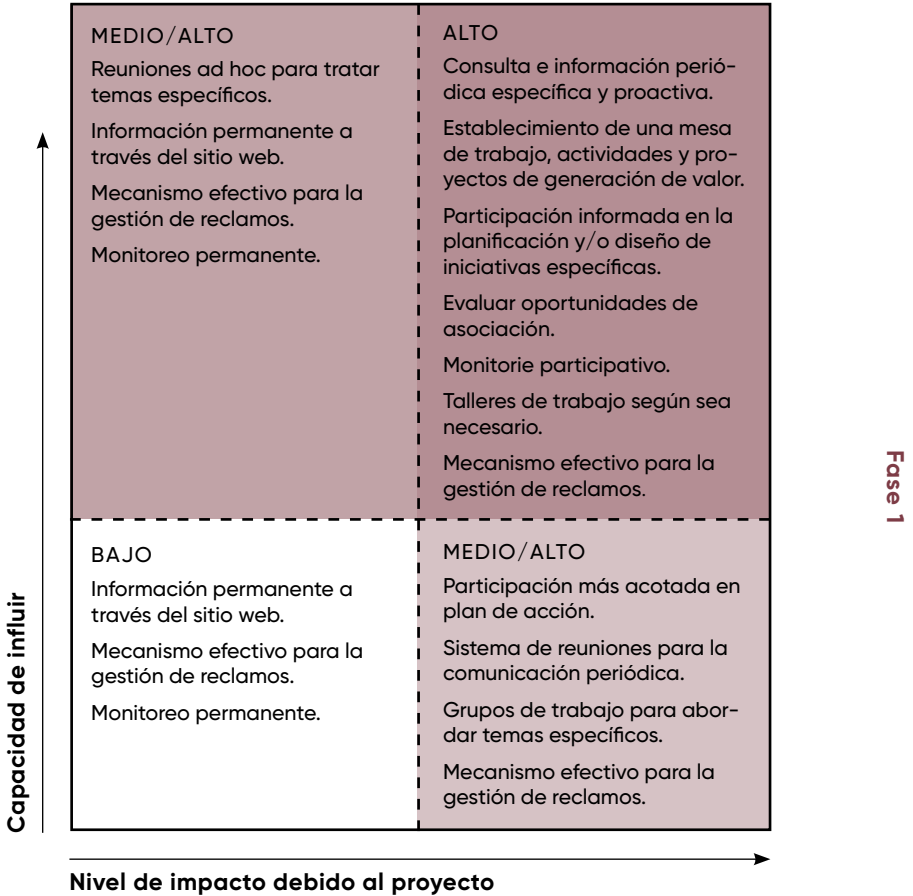 MEDIO/ALTO
Reuniones ad hoc para tratar
temas específicos.
Información permanente a
través del sitio web.
Mecanismo efectivo para la
gestión de reclamos.
Monitoreo permanente.
ALTO
Consulta e información perió-
dica específica y proactiva.
Establecimiento de una mesa
de trabajo, actividades y pro-
yectos de generación de valor.
Participación informada en la
planificación y/o diseño de
iniciativas específicas.
Evaluar oportunidades de
asociación.
Monitorie participativo.
Talleres de trabajo según sea
necesario.
Mecanismo efectivo para la
gestión de reclamos.
BAJO
Información permanente a
través del sitio web.
Mecanismo efectivo para la
gestión de reclamos.
Monitoreo permanente.
MEDIO/ALTO
Participación más acotada en
plan de acción.
Sistema de reuniones para la
comunicación periódica.
Grupos de trabajo para abor-
dar temas específicos.
Mecanismo efectivo para la
gestión de reclamos.
Capacidad de influir
Nivel de impacto debido al proyecto
Fase 1